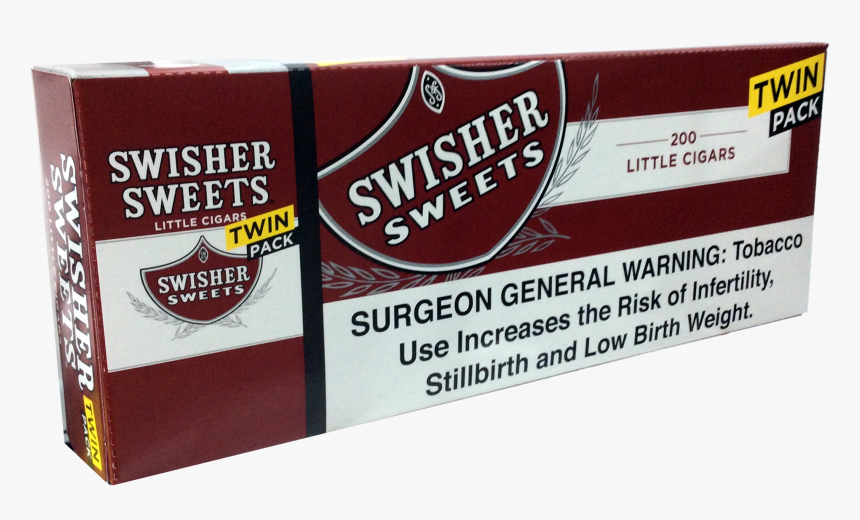 SWISHER
SWEETS
LITTLE CIGARS
TWIN
PACK
SWISHER
SWEETS
SWISHER
SWEETS
TWIN
PACK
SWISHER
SWEETS
200
LITTLE CIGARS
TWIN
PACK
SURGEON GENERAL WARNING: Tobacco
Use Increases the Risk of Infertility,
Stillbirth and Low Birth Weight.